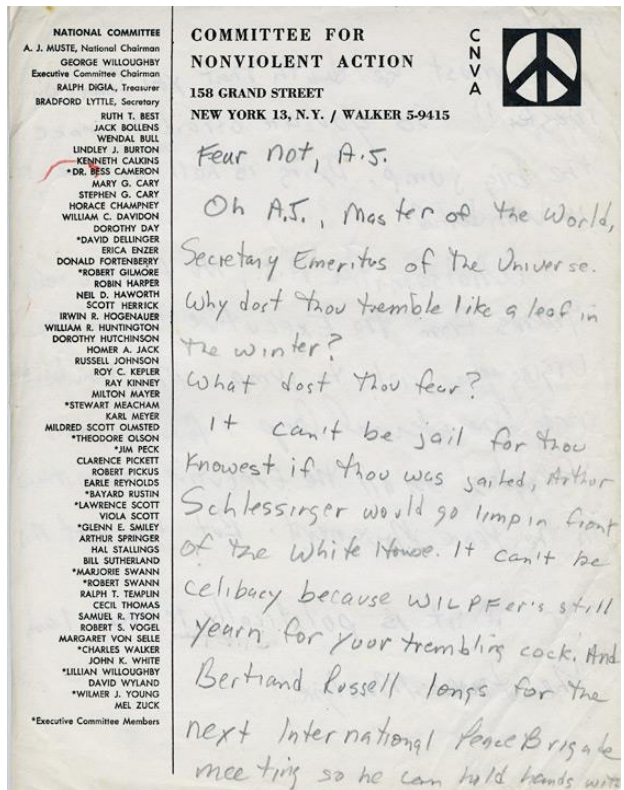 NATIONAL COMMITTEE
A. J. MUSTE, National Chairman
GEORGE WILLOUGHBY
Executive Committee Chairman
RALPH DIGIA, Treasurer
BRADFORD LYTTLE, Secretary
RUTH T. BEST
JACK BOLLENS
WENDAL BULL
LINDLEY J. BURTON
KENNETH CALKINS
*DR. BESS CAMERON
MARY G. CARY
STEPHEN G. CARY
HORACE CHAMPNEY
WILLIAM C. DAVIDON
DOROTHY DAY
*DAVID DELLINGER
ERICA ENZER
DONALD FORTENBERRY
*ROBERT GILMORE
ROBIN HARPER
NEIL D. HAWORTH
SCOTT HERRICK
IRWIN R. HOGENAUER
WILLIAM R. HUNTINGTON
DOROTHY HUTCHINSON
HOMER A. JACK
RUSSELL JOHNSON
ROY C. KEPLER
RAY KINNEY
MILTON MAYER
*STEWART MEACHAM
KARL MEYER
MILDRED SCOTT OLMSTED
*THEODORE OLSON
*JIM PECK
CLARENCE PICKETT
ROBERT PICKUS
EARLE REYNOLDS
*BAYARD RUSTIN
*LAWRENCE SCOTT
VIOLA SCOTT
*GLENN E. SMILEY
ARTHUR SPRINGER
HAL STALLINGS
BILL SUTHERLAND
*MARJORIE SWANN
*ROBERT SWANN
RALPH T. TEMPLIN
CECIL THOMAS
SAMUEL R. TYSON
ROBERT S. VOGEL
MARGARET VON SELLE
*CHARLES WALKER
JOHN K. WHITE
*LILLIAN WILLOUGHBY
DAVID WYLAND
*WILMER J. YOUNG
MEL ZUCK
*Executive Committee Members
COMMITTEE FOR
NONVIOLENT ACTION
158 GRAND STREET
NEW YORK 13, N.Y. / WALKER 5-9415
CNVA
Fear not, A.J.
Oh A.J., Master of the World,
Secretary Emeritus of the Universe.
Why dost thou tremble like a leaf in
the winter?
What dost thou fear?
It can't be jail for thou
knowest if thou was jailed, Arthur
Schlessinger would go limp in front
of the White House. It can't be
celibacy because WILPFer's still
yearn for your trembling cock. And
Bertrand Russell longs for the
next International Peace Brigade
meeting so he can hold hands with